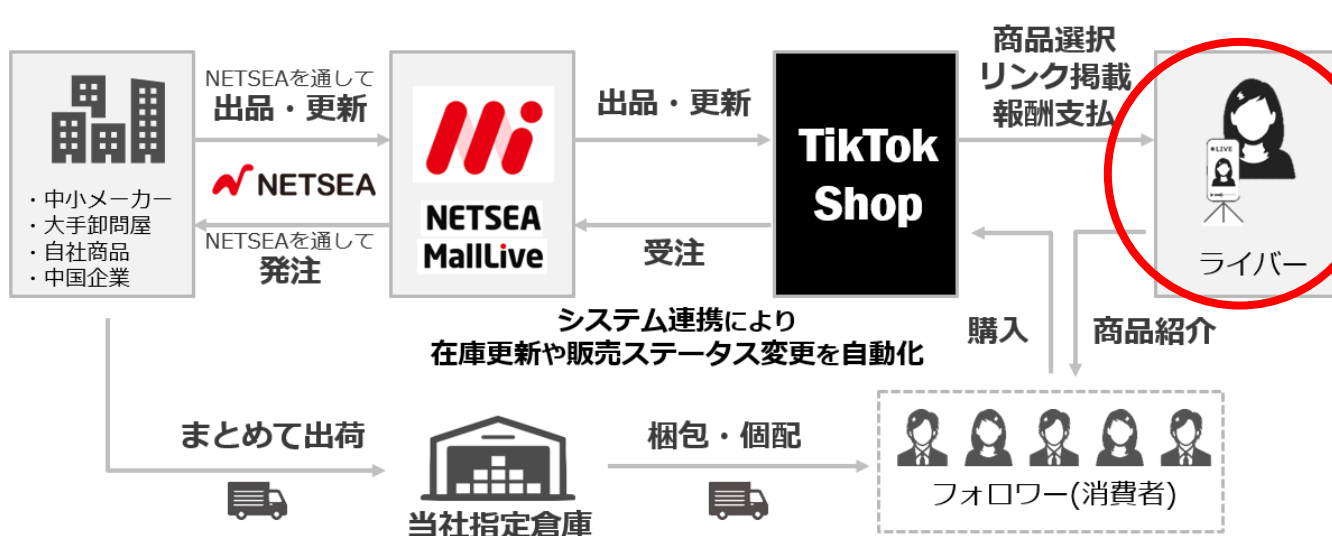 NETSEAを通して
出品・更新
NETSEA
NETSEAを通して
発注
・中小メーカー
・大手卸問屋
・自社商品
・中国企業
NETSEA
MallLive
出品・更新
受注
TikTok
Shop
商品選択
リンク掲載
報酬支払
LIVE
ライバー
システム連携により
在庫更新や販売ステータス変更を自動化
購入
商品紹介
まとめて出荷
当社指定倉庫
梱包・個配
フォロワー(消費者)